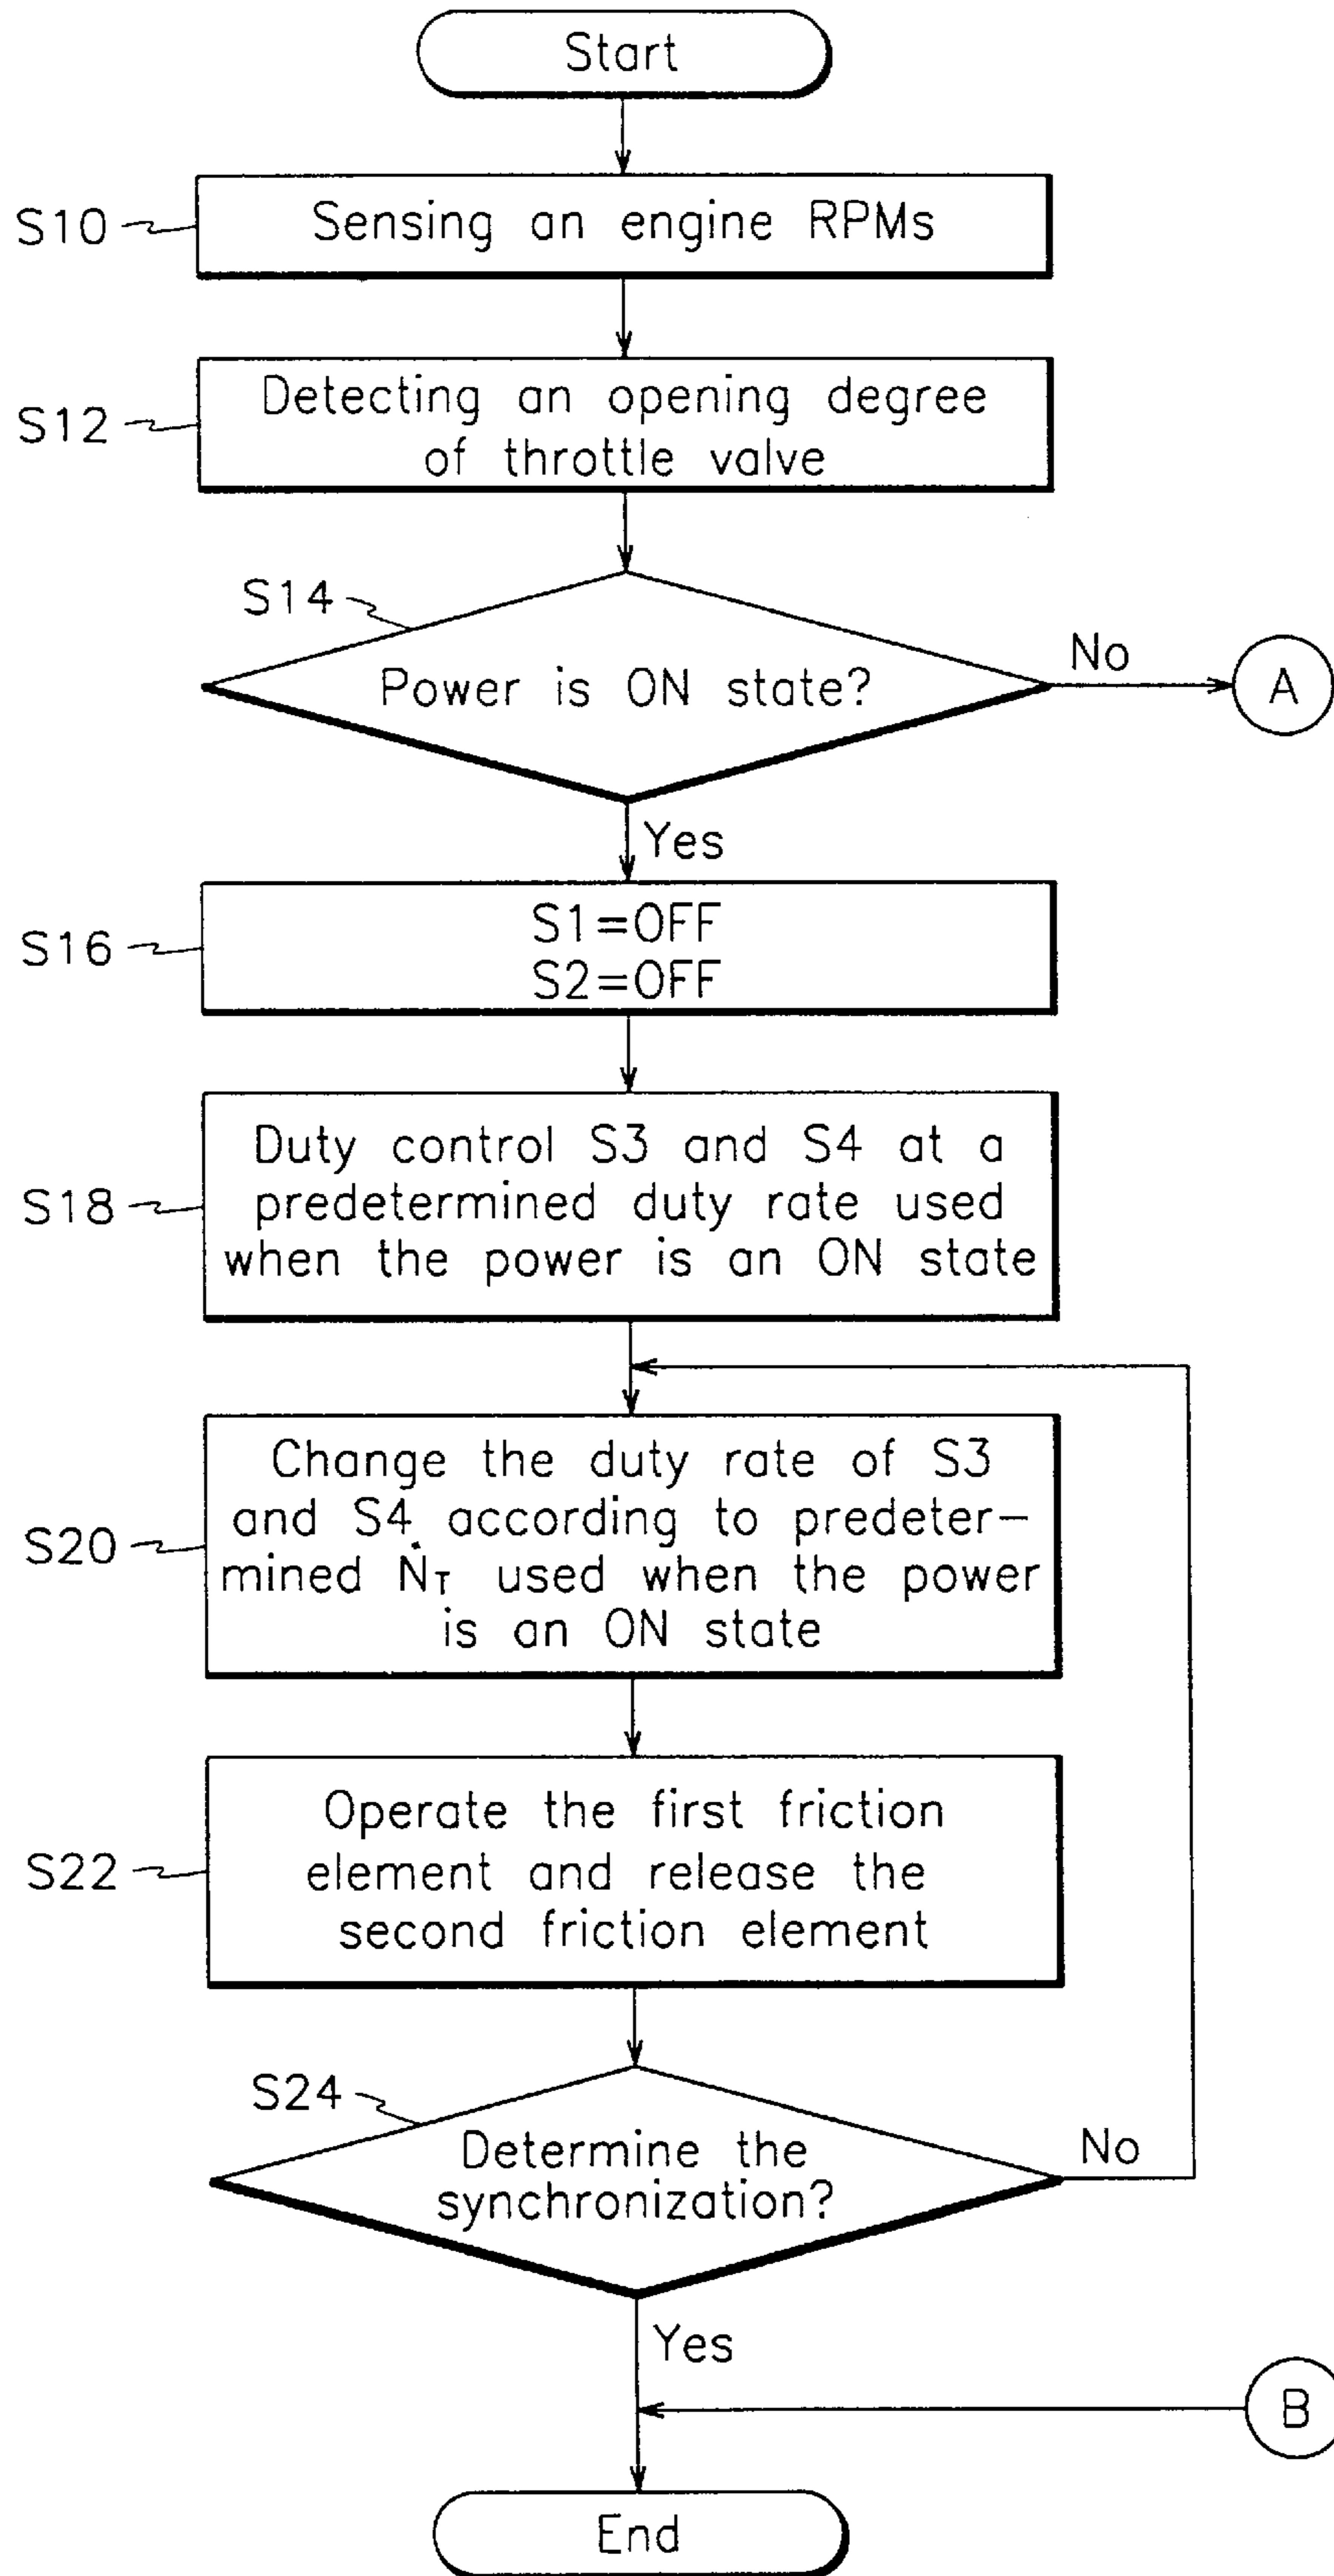 Start
S10
Sensing an engine RPMs
S12
Detecting an opening degree
of throttle valve
S14
Power is ON state?
No
A
Yes
S16
S1=OFF
S2=OFF
S18
Duty control S3 and S4 at a
predetermined duty rate used
when the power is an ON state
S20
Change the duty rate of S3
and S4 according to predeter-
mined Ṅ_T used when the power
is an ON state
S22
Operate the first friction
element and release the
second friction element
S24
Determine the
synchronization?
No
Yes
B
End